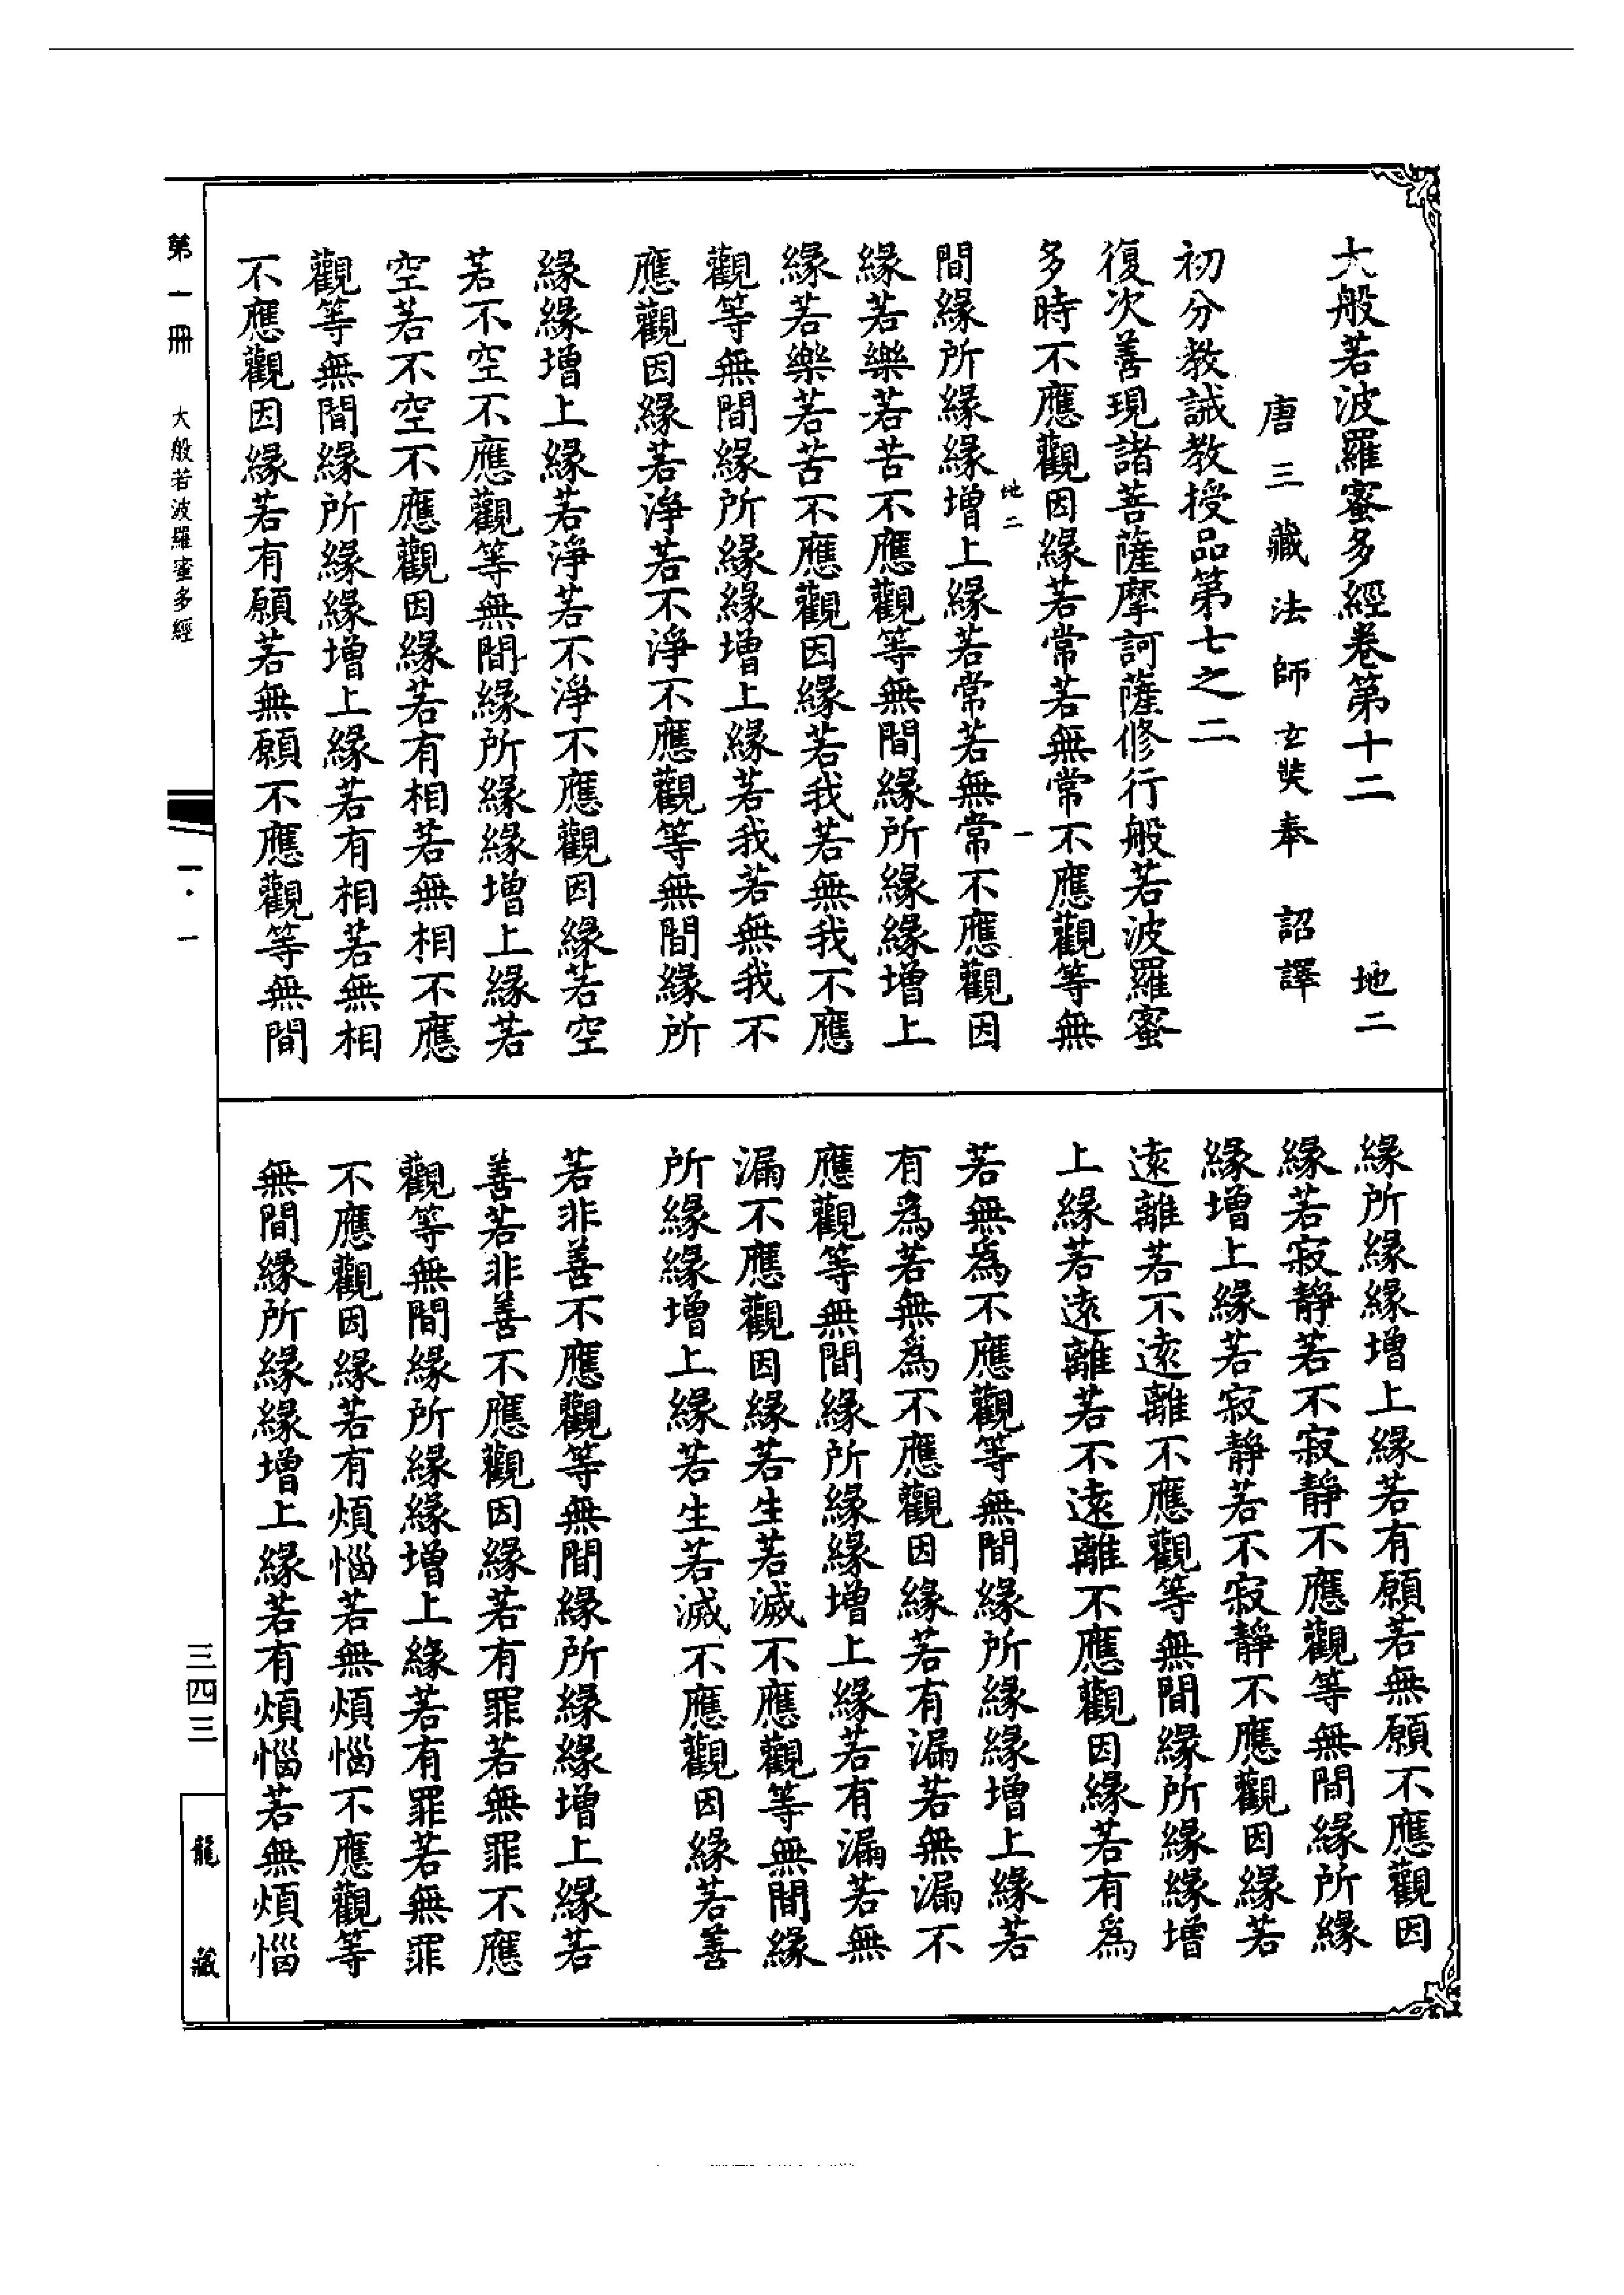 大般若波羅蜜多經卷第十二 地二
唐三藏法師玄奘奉 詔譯
初分教誡教授品第七之二
復次善現諸菩薩摩訶薩修行般若波羅蜜
多時不應觀因緣若常若無常不應觀等無
地二 一
間緣所緣緣增上緣若常若無常不應觀因
緣若樂若苦不應觀等無間緣所緣緣增上
緣若樂若苦不應觀因緣若我若無我不應
觀等無間緣所緣緣增上緣若我若無我不
應觀因緣若淨若不淨不應觀等無間緣所
緣緣增上緣若淨若不淨不應觀因緣若空
若不空不應觀等無間緣所緣緣增上緣若
空若不空不應觀因緣若有相若無相不應
觀等無間緣所緣緣增上緣若有相若無相
不應觀因緣若有願若無願不應觀等無間
緣所緣緣增上緣若有願若無願不應觀因
緣若寂靜若不寂靜不應觀等無間緣所緣
緣增上緣若寂靜若不寂靜不應觀因緣若
遠離若不遠離不應觀等無間緣所緣緣增
上緣若遠離若不遠離不應觀因緣若有為
若無為不應觀等無間緣所緣緣增上緣若
有為若無為不應觀因緣若有漏若無漏不
應觀等無間緣所緣緣增上緣若有漏若無
漏不應觀因緣若生若滅不應觀等無間緣
所緣緣增上緣若生若滅不應觀因緣若善
若非善不應觀等無間緣所緣緣增上緣若
善若非善不應觀因緣若有罪若無罪不應
觀等無間緣所緣緣增上緣若有罪若無罪
不應觀因緣若有煩惱若無煩惱不應觀等
無間緣所緣緣增上緣若有煩惱若無煩惱
第一冊 大般若波羅蜜多經
一·一
三四三
龍藏